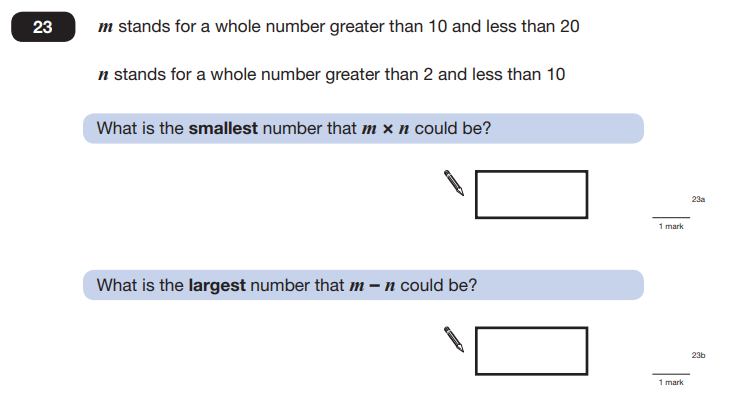 23
m stands for a whole number greater than 10 and less than 20
n stands for a whole number greater than 2 and less than 10
What is the smallest number that m × n could be?
23a
1 mark
What is the largest number that m – n could be?
23b
1 mark